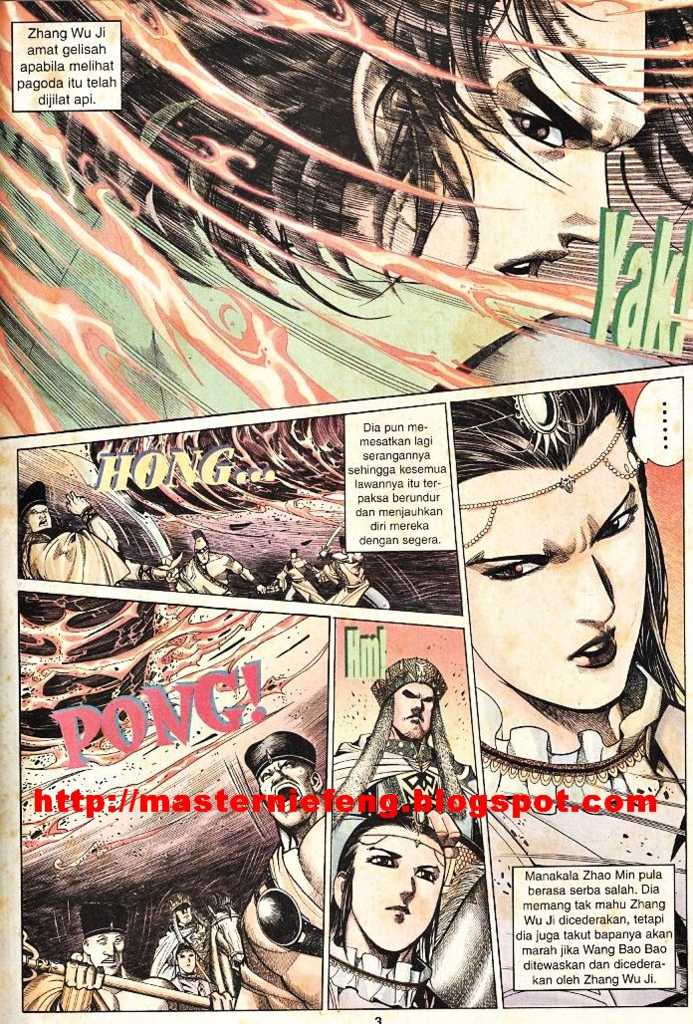 Zhang Wu Ji
amat gelisah
apabila melihat
pagoda itu telah
dijilat api.
Yak!
HONG...
Dia pun me-
mesatkan lagi
serangannya
sehingga kesemua
lawannya itu ter-
paksa berundur
dan menjauhkan
diri mereka
dengan segera.
......
PONG!
Hm!
http://masterniefeng.blogspot.com
Manakala Zhao Min pula
berasa serba salah. Dia
memang tak mahu Zhang
Wu Ji dicederakan, tetapi
dia juga takut bapanya akan
marah jika Wang Bao Bao
ditewaskan dan dicedera-
kan oleh Zhang Wu Ji.
3